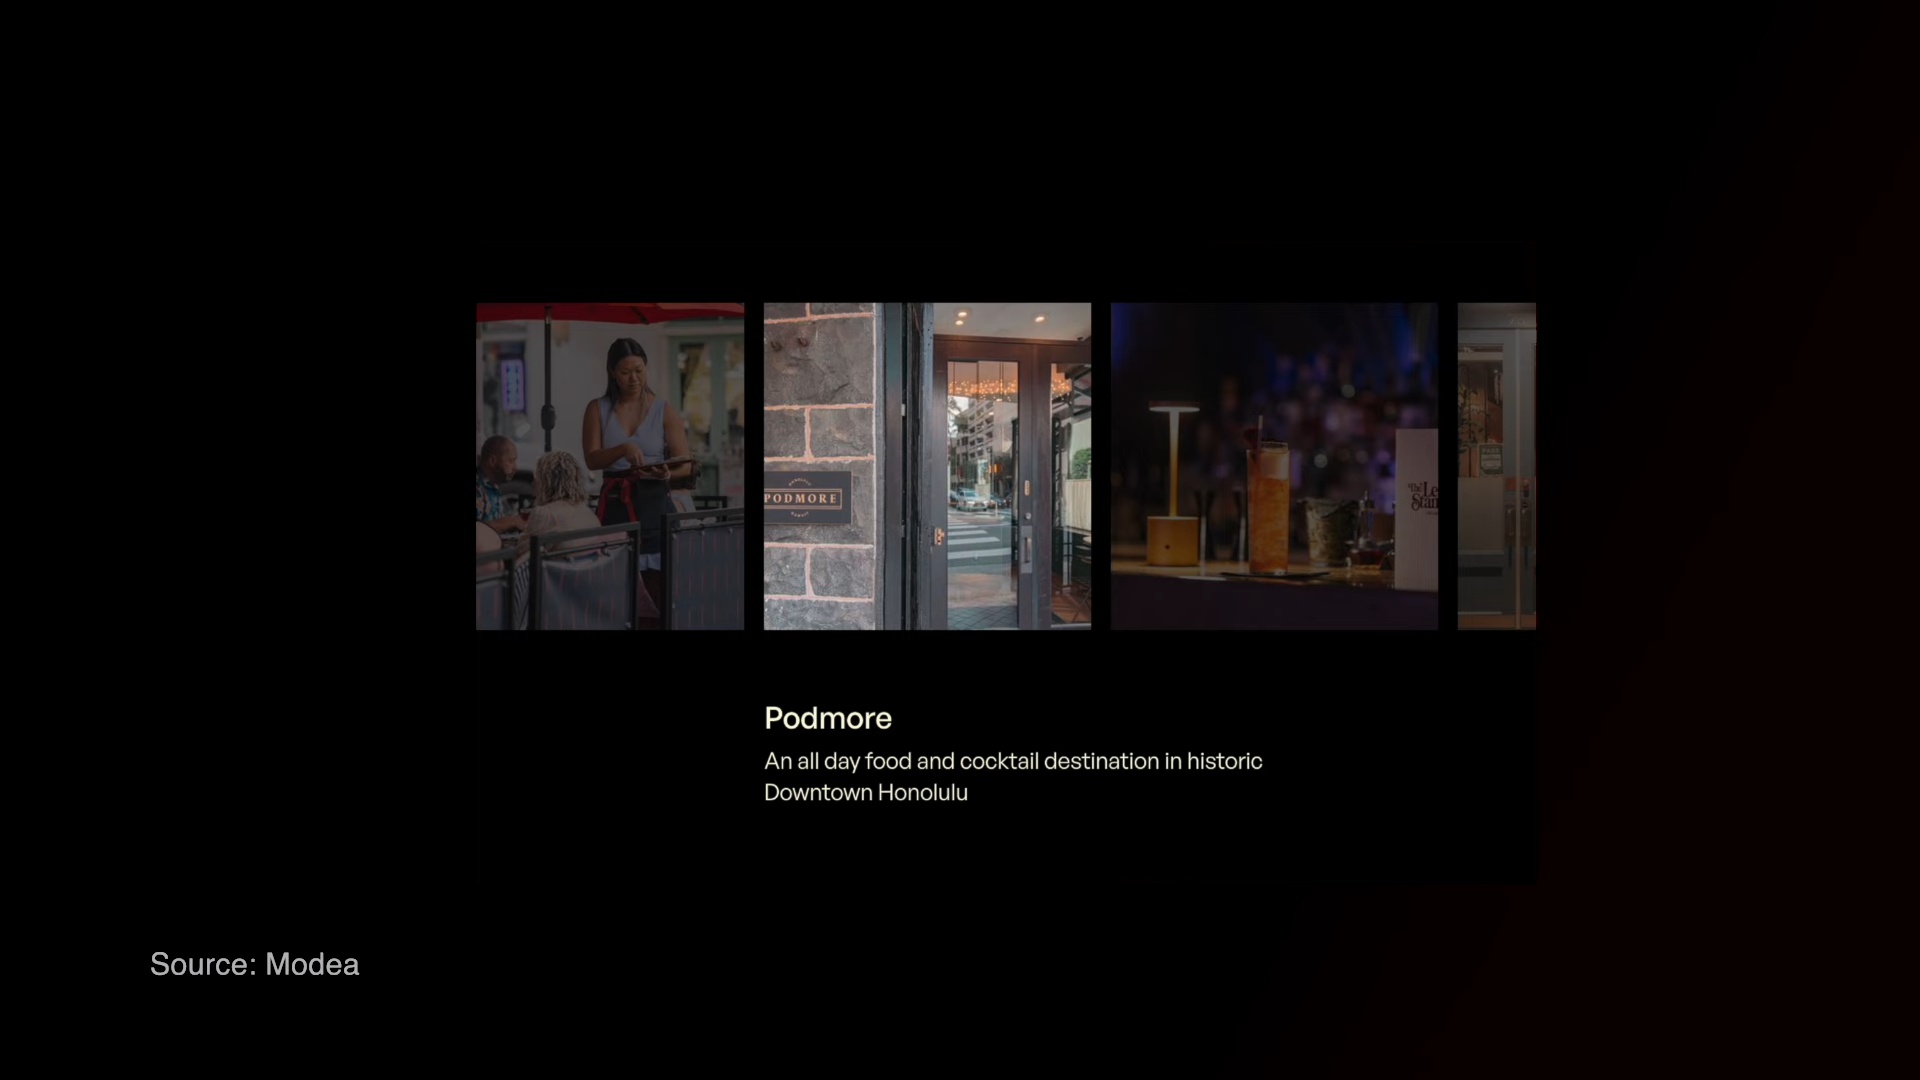 PODMORE
Podmore
An all day food and cocktail destination in historic
Downtown Honolulu
Source: Modea